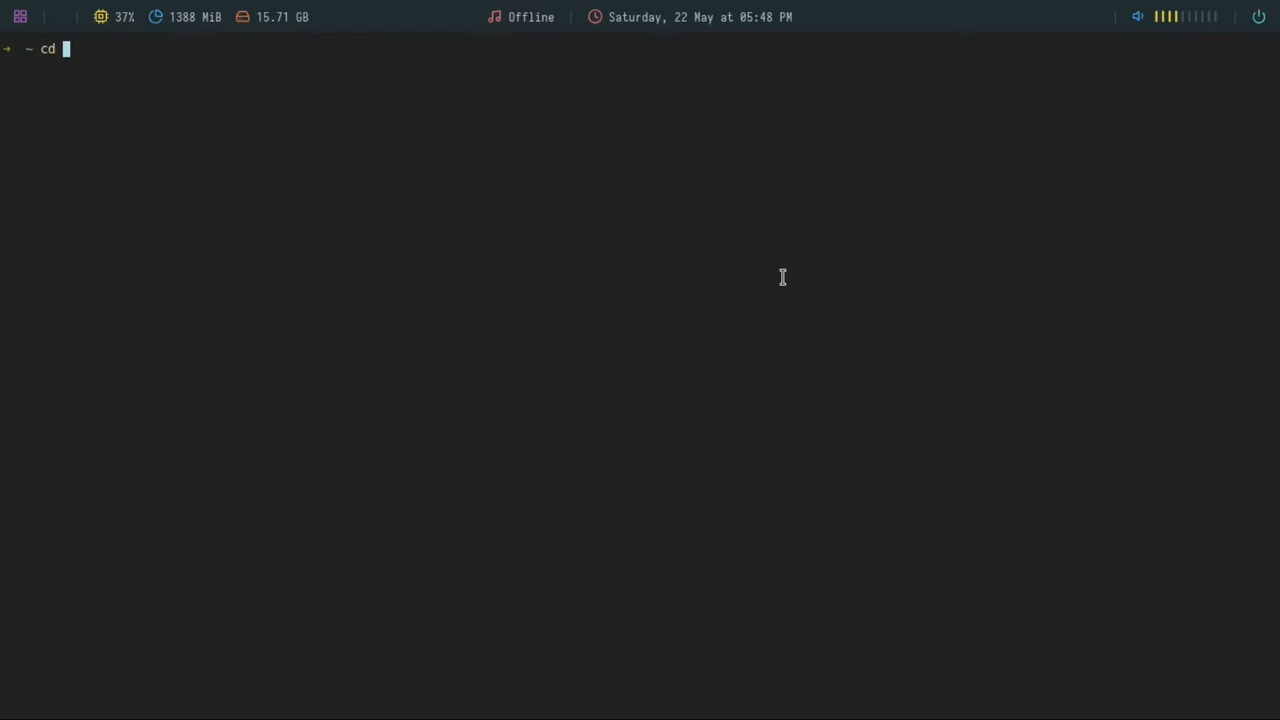 37% 1388 MiB 15.71 GB Offline Saturday, 22 May at 05:48 PM
→ ~ cd